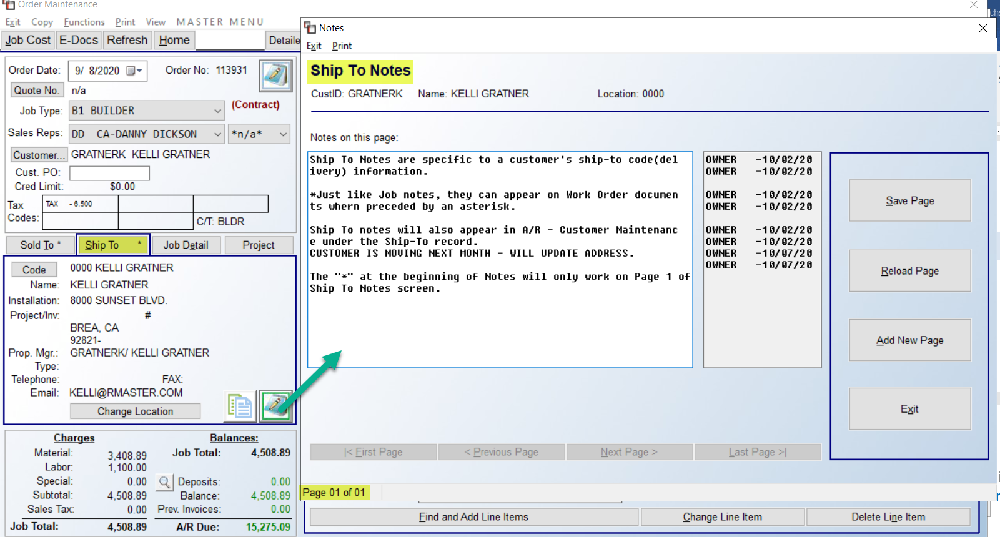 Order Maintenance
Exit Copy Functions Print View MASTER MENU
Job Cost E-Docs Refresh Home Detaile
Order Date: 9/ 8/2020 Order No: 113931
Quote No. n/a
Job Type: B1 BUILDER (Contract)
Sales Reps: DD CA-DANNY DICKSON *n/a*
Customer... GRATNERK KELLI GRATNER
Cust. PO:
Cred Limit: $0.00
Tax Codes: TAX - 6.500
C/T: BLDR
Sold To * Ship To * Job Detail Project
Code 0000 KELLI GRATNER
Name: KELLI GRATNER
Installation: 8000 SUNSET BLVD.
Project/Inv: #
BREA, CA
92821-
Prop. Mgr.: GRATNERK/ KELLI GRATNER
Type:
Telephone: FAX:
Email: KELLI@RMASTER.COM
Change Location
Charges Balances:
Material: 3,408.89 Job Total: 4,508.89
Labor: 1,100.00
Special: 0.00 Deposits: 0.00
Subtotal: 4,508.89 Balance: 4,508.89
Sales Tax: 0.00 Prev. Invoices: 0.00
Job Total: 4,508.89 A/R Due: 15,275.09
Notes
Exit Print
Ship To Notes
CustID: GRATNERK Name: KELLI GRATNER Location: 0000
Notes on this page:
Ship To Notes are specific to a customer's ship-to code(del OWNER -10/02/20
ivery) information. OWNER -10/02/20
*Just like Job notes, they can appear on Work Order documen OWNER -10/02/20
ts whern preceded by an asterisk. OWNER -10/02/20
Ship To notes will also appear in A/R - Customer Maintenanc OWNER -10/02/20
e under the Ship-To record. OWNER -10/02/20
CUSTOMER IS MOVING NEXT MONTH - WILL UPDATE ADDRESS. OWNER -10/07/20
OWNER -10/07/20
The "*" at the beginning of Notes will only work on Page 1 of
Ship To Notes screen.
Save Page
Reload Page
Add New Page
Exit
|< First Page < Previous Page Next Page > Last Page >|
Page 01 of 01
Find and Add Line Items Change Line Item Delete Line Item